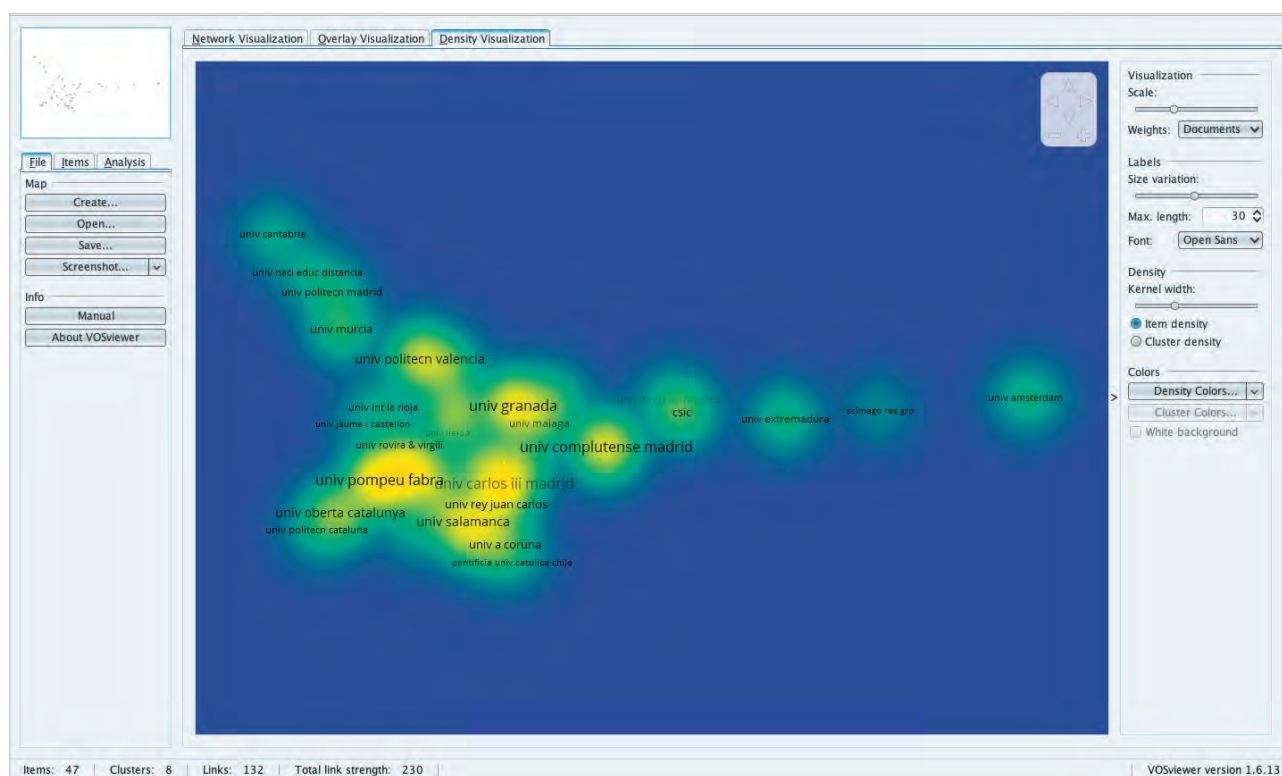 Network Visualization Overlay Visualization Density Visualization
File Items Analysis
Map
Create...
Open...
Save...
Screenshot...
Info
Manual
About VOSviewer
univ cantabria
univ nacl educ distancia
univ politecn madrid
univ murcia
univ politecn valencia
univ int la rioja
univ granada
univ jaume i castellon
univ malaga
univ lleida
univ rovira & virgili
univ complutense madrid
csic
univ extremadura
scimago res grp
univ amsterdam
univ pompeu fabra
univ carlos iii madrid
univ rey juan carlos
univ oberta catalunya
univ salamanca
univ politecn cataluna
univ a coruna
pontificia univ catolica chile
>
Visualization
Scale:
Weights: Documents
Labels
Size variation:
Max. length: 30
Font: Open Sans
Density
Kernel width:
Item density
Cluster density
Colors
Density Colors...
Cluster Colors...
White background
Items: 47 | Clusters: 8 | Links: 132 | Total link strength: 230 |
VOSviewer version 1.6.13